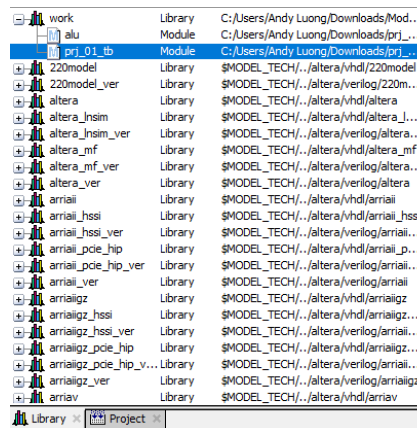 work Library C:/Users/Andy Luong/Downloads/Mod...
alu Module C:/Users/Andy Luong/Downloads/prj_...
prj_01_tb Module C:/Users/Andy Luong/Downloads/prj_...
220model Library $MODEL_TECH/../altera/vhdl/220model
220model_ver Library $MODEL_TECH/../altera/verilog/220m...
altera Library $MODEL_TECH/../altera/vhdl/altera
altera_lnsim Library $MODEL_TECH/../altera/vhdl/altera_l...
altera_lnsim_ver Library $MODEL_TECH/../altera/verilog/altera...
altera_mf Library $MODEL_TECH/../altera/vhdl/altera_mf
altera_mf_ver Library $MODEL_TECH/../altera/verilog/altera...
altera_ver Library $MODEL_TECH/../altera/verilog/altera
arriaii Library $MODEL_TECH/../altera/vhdl/arriaii
arriaii_hssi Library $MODEL_TECH/../altera/vhdl/arriaii_hssi
arriaii_hssi_ver Library $MODEL_TECH/../altera/verilog/arriaii...
arriaii_pcie_hip Library $MODEL_TECH/../altera/vhdl/arriaii_p...
arriaii_pcie_hip_ver Library $MODEL_TECH/../altera/verilog/arriaii...
arriaii_ver Library $MODEL_TECH/../altera/verilog/arriaii
arriaiigz Library $MODEL_TECH/../altera/vhdl/arriaiigz
arriaiigz_hssi Library $MODEL_TECH/../altera/vhdl/arriaiigz...
arriaiigz_hssi_ver Library $MODEL_TECH/../altera/verilog/arriaii...
arriaiigz_pcie_hip Library $MODEL_TECH/../altera/vhdl/arriaiigz...
arriaiigz_pcie_hip_v... Library $MODEL_TECH/../altera/verilog/arriaii...
arriaiigz_ver Library $MODEL_TECH/../altera/verilog/arriaiigz
arriav Library $MODEL_TECH/../altera/vhdl/arriav
Library Project